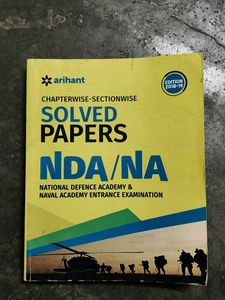 arihant
EDITION
2018-19
CHAPTERWISE-SECTIONWISE
SOLVED
PAPERS
NDA/NA
NATIONAL DEFENCE ACADEMY &
NAVAL ACADEMY ENTRANCE EXAMINATION